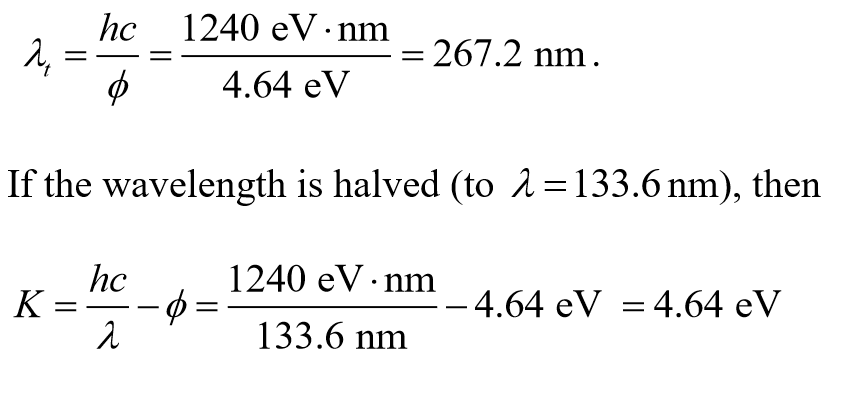 λₜ = hc/ϕ = 1240 eV·nm/4.64 eV = 267.2 nm.
If the wavelength is halved (to λ = 133.6 nm), then
K = hc/λ − ϕ = 1240 eV·nm/133.6 nm − 4.64 eV = 4.64 eV